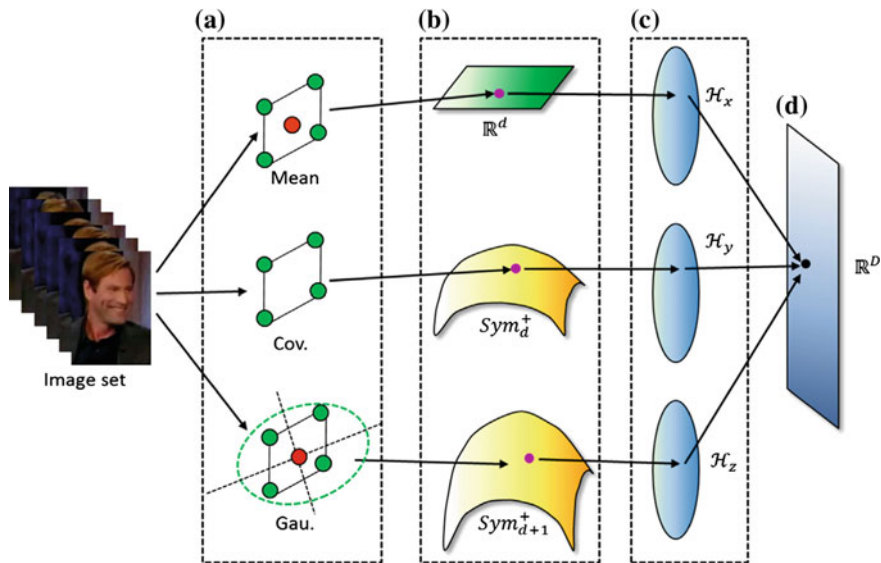 (a)
(b)
(c)
(d)
Mean
ℝ^d
ℋ_x
Image set
Cov.
Sym_d^+
ℋ_y
ℝ^D
Gau.
Sym_{d+1}^+
ℋ_z